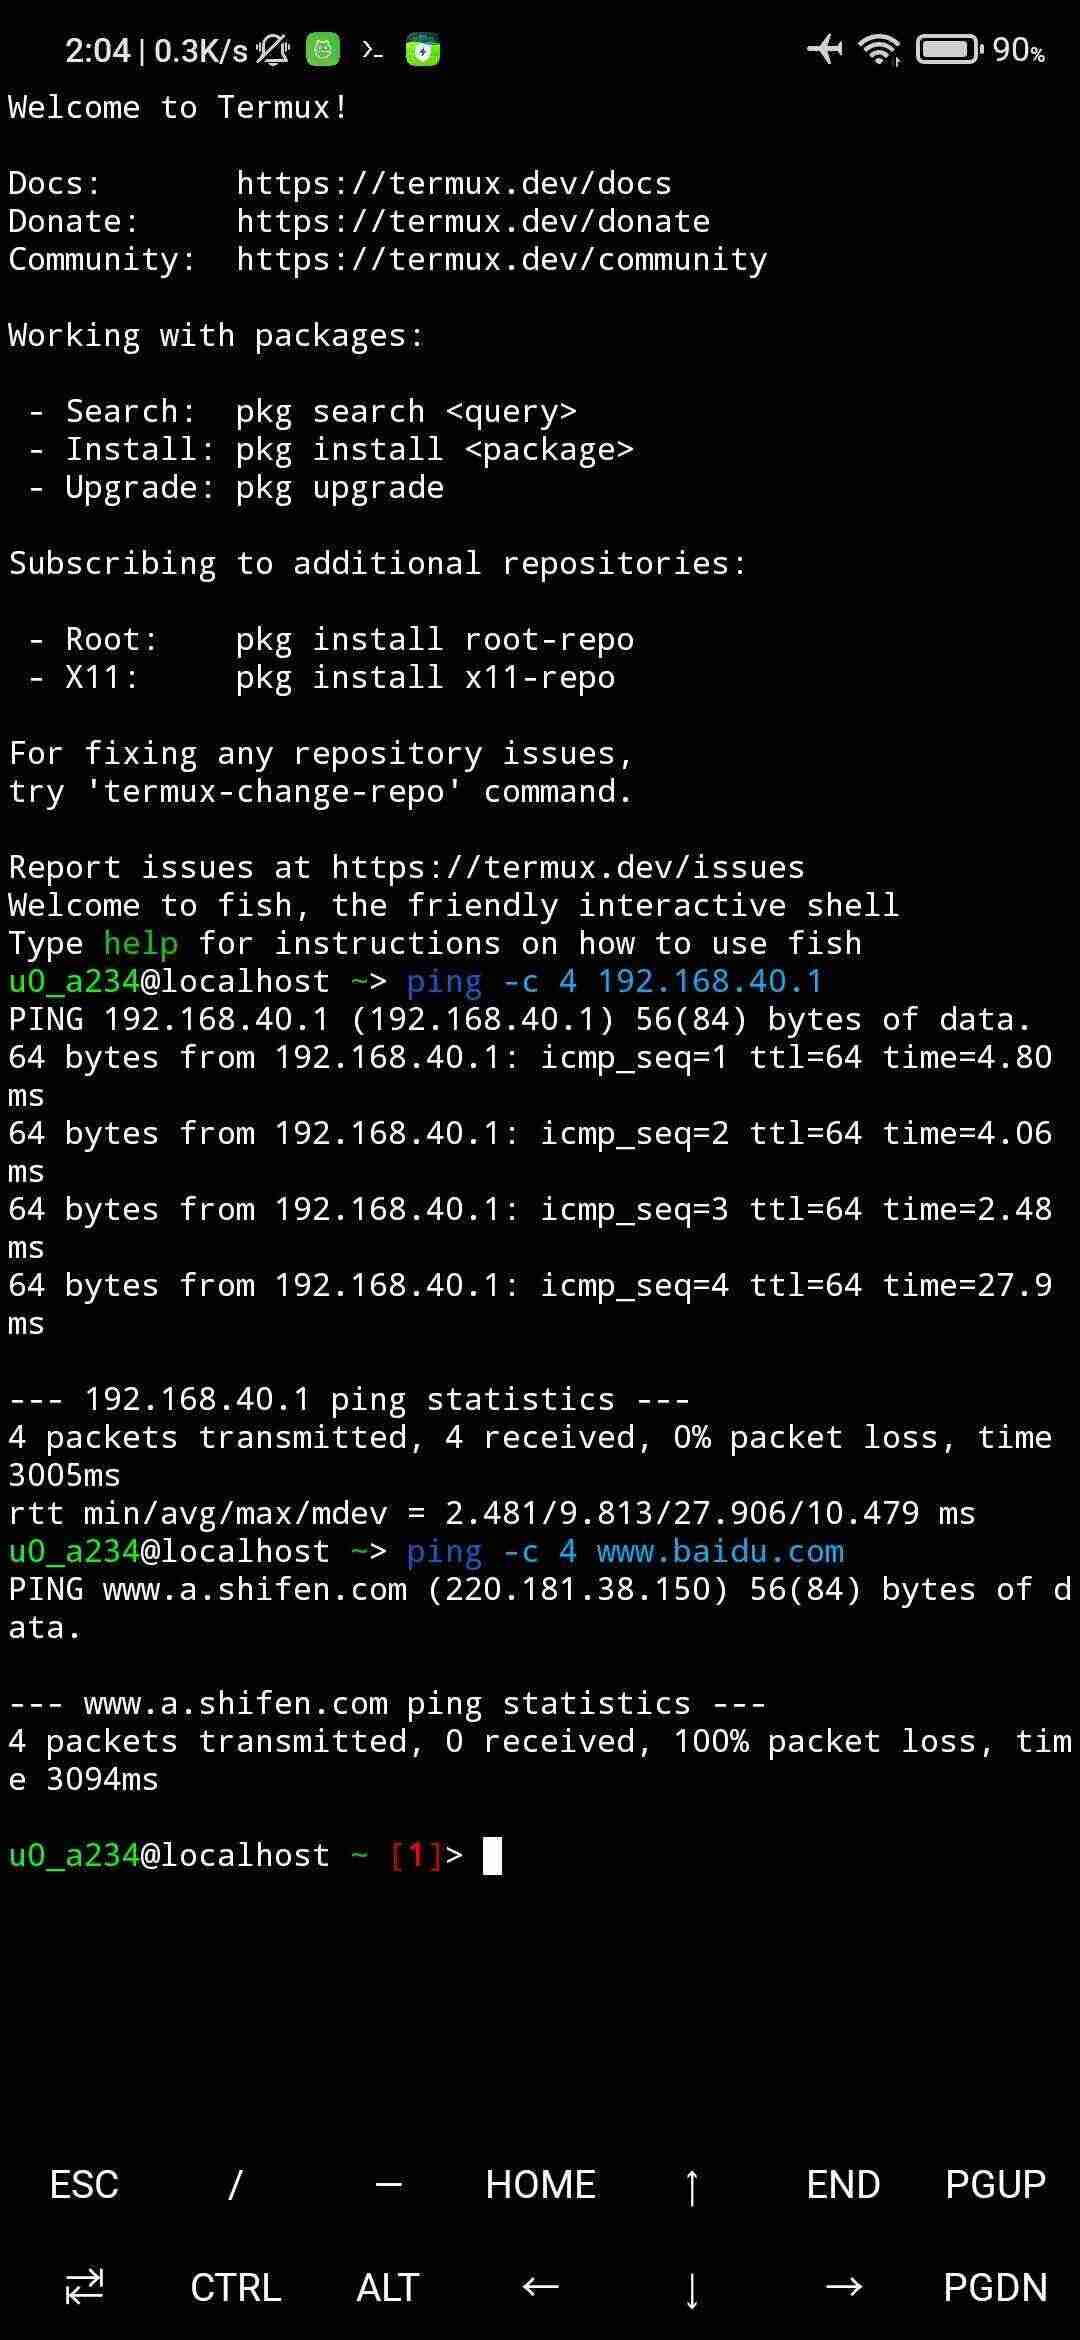 2:04 | 0.3K/s 90%
Welcome to Termux!
Docs: https://termux.dev/docs
Donate: https://termux.dev/donate
Community: https://termux.dev/community
Working with packages:
- Search: pkg search <query>
- Install: pkg install <package>
- Upgrade: pkg upgrade
Subscribing to additional repositories:
- Root: pkg install root-repo
- X11: pkg install x11-repo
For fixing any repository issues,
try 'termux-change-repo' command.
Report issues at https://termux.dev/issues
Welcome to fish, the friendly interactive shell
Type help for instructions on how to use fish
u0_a234@localhost ~> ping -c 4 192.168.40.1
PING 192.168.40.1 (192.168.40.1) 56(84) bytes of data.
64 bytes from 192.168.40.1: icmp_seq=1 ttl=64 time=4.80
ms
64 bytes from 192.168.40.1: icmp_seq=2 ttl=64 time=4.06
ms
64 bytes from 192.168.40.1: icmp_seq=3 ttl=64 time=2.48
ms
64 bytes from 192.168.40.1: icmp_seq=4 ttl=64 time=27.9
ms
--- 192.168.40.1 ping statistics ---
4 packets transmitted, 4 received, 0% packet loss, time
3005ms
rtt min/avg/max/mdev = 2.481/9.813/27.906/10.479 ms
u0_a234@localhost ~> ping -c 4 www.baidu.com
PING www.a.shifen.com (220.181.38.150) 56(84) bytes of d
ata.
--- www.a.shifen.com ping statistics ---
4 packets transmitted, 0 received, 100% packet loss, tim
e 3094ms
u0_a234@localhost ~ [1]>
ESC / — HOME ↑ END PGUP
CTRL ALT ← ↓ → PGDN